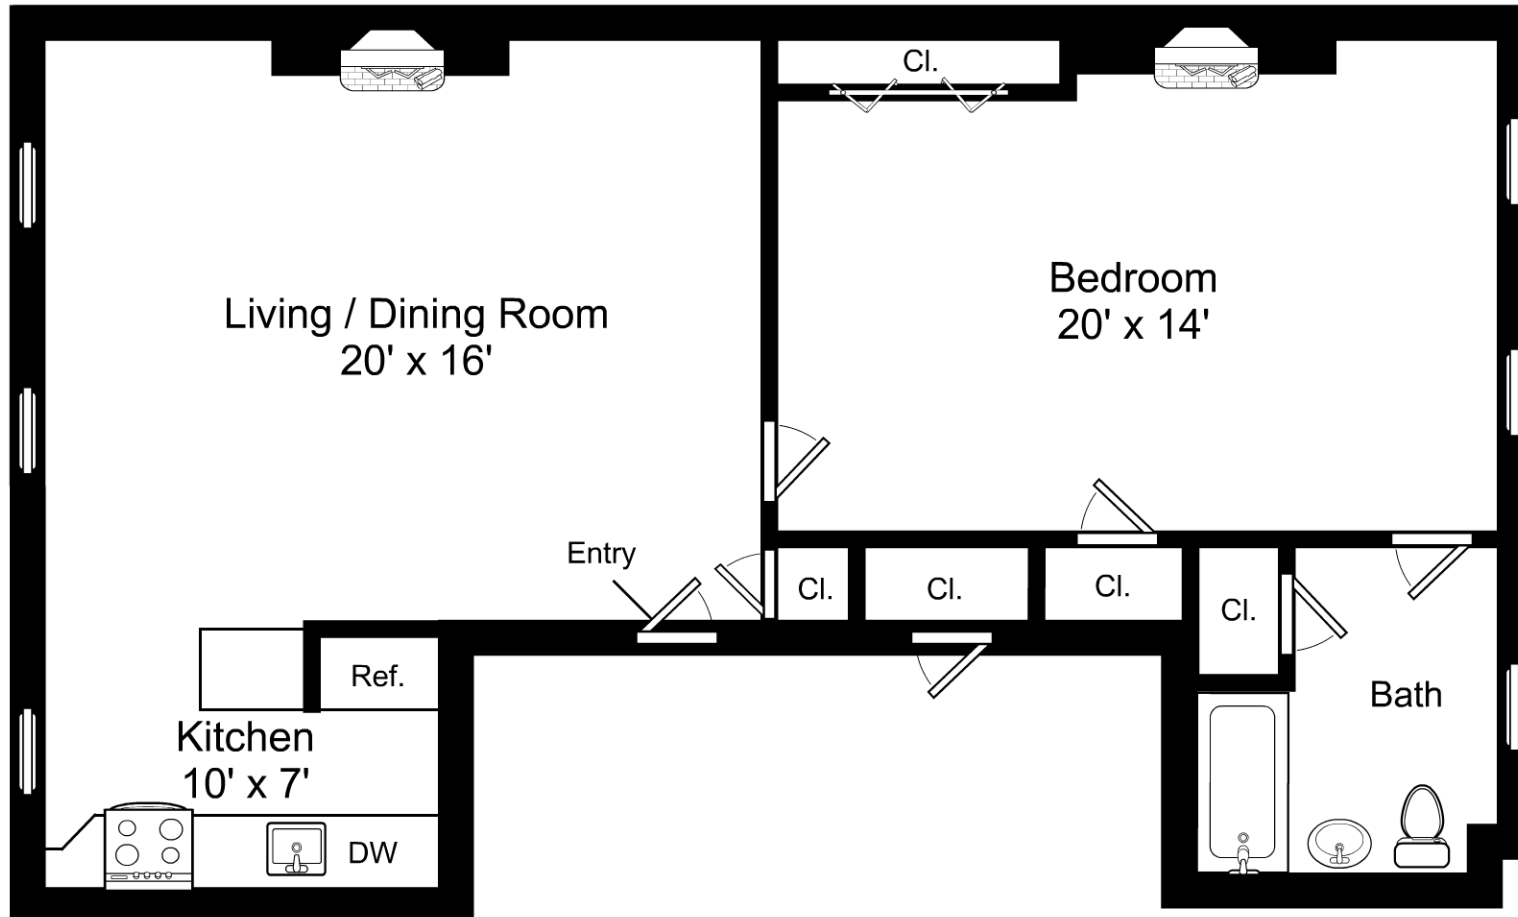 Cl.
Bedroom
20' x 14'
Living / Dining Room
20' x 16'
Entry
Cl.
Cl.
Cl.
Cl.
Ref.
Bath
Kitchen
10' x 7'
DW